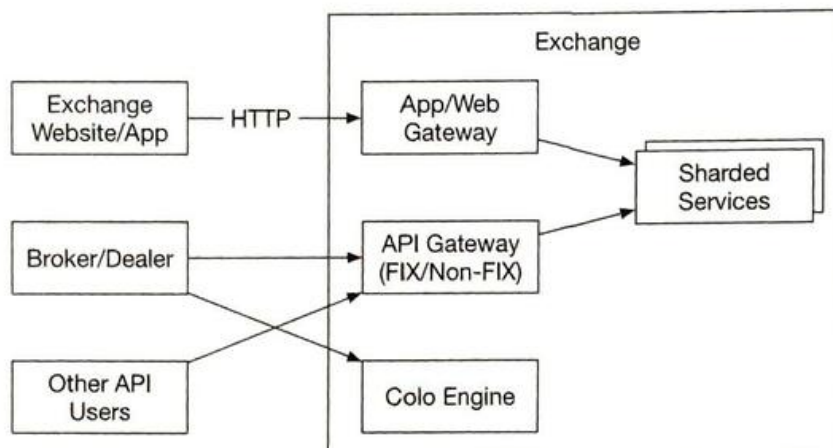 Exchange
Exchange
Website/App
HTTP
App/Web
Gateway
Sharded
Services
Broker/Dealer
API Gateway
(FIX/Non-FIX)
Other API
Users
Colo Engine